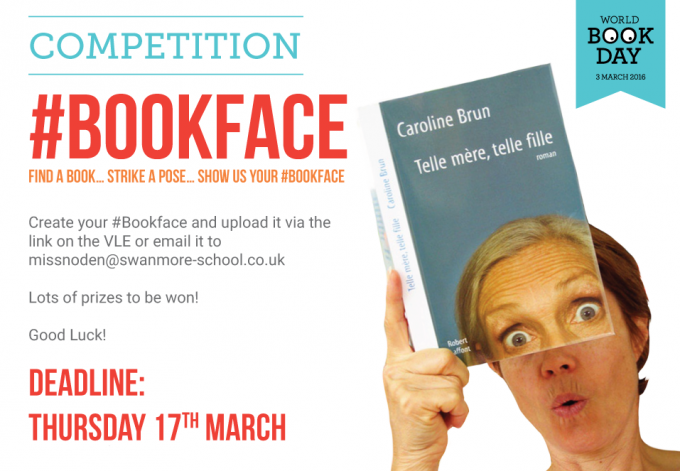 COMPETITION
WORLD
BOOK
DAY
3 MARCH 2016
#BOOKFACE
FIND A BOOK... STRIKE A POSE... SHOW US YOUR #BOOKFACE
Create your #Bookface and upload it via the
link on the VLE or email it to
missnoden@swanmore-school.co.uk
Lots of prizes to be won!
Good Luck!
DEADLINE:
THURSDAY 17TH MARCH
Caroline Brun
Telle mère, telle fille
roman
Telle mère, telle fille Caroline Brun
Robert
Laffont